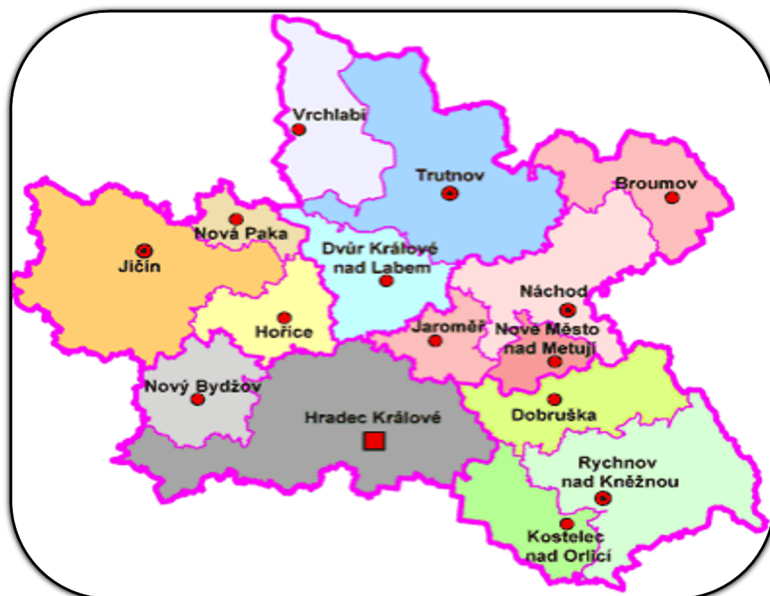 Vrchlabí
Trutnov
Broumov
Nová Paka
Dvůr Králové
nad Labem
Jičín
Náchod
Hořice
Jaroměř
Nové Město
nad Metují
Nový Bydžov
Hradec Králové
Dobruška
Rychnov
nad Kněžnou
Kostelec
nad Orlicí